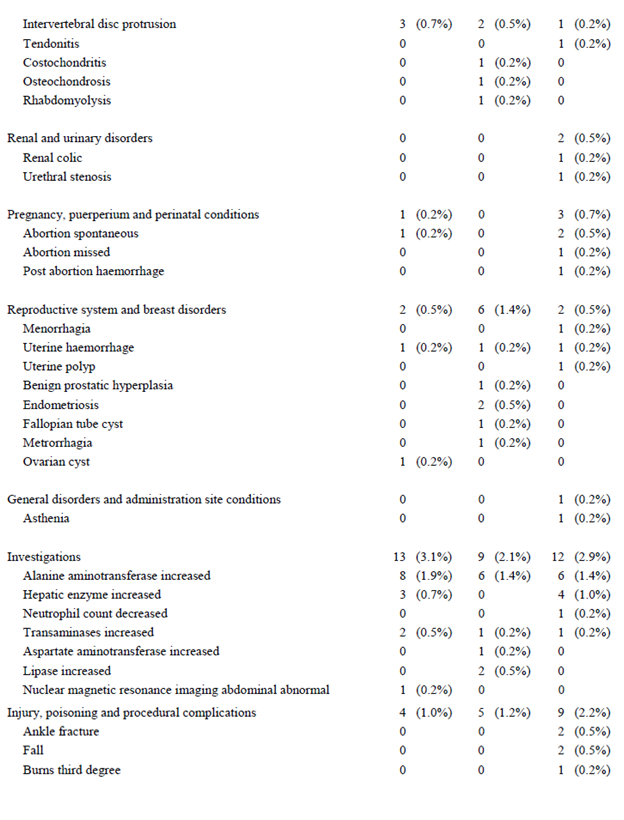 Intervertebral disc protrusion 3 (0.7%) 2 (0.5%) 1 (0.2%)
Tendonitis 0 0 1 (0.2%)
Costochondritis 0 1 (0.2%) 0
Osteochondrosis 0 1 (0.2%) 0
Rhabdomyolysis 0 1 (0.2%) 0
Renal and urinary disorders 0 0 2 (0.5%)
Renal colic 0 0 1 (0.2%)
Urethral stenosis 0 0 1 (0.2%)
Pregnancy, puerperium and perinatal conditions 1 (0.2%) 0 3 (0.7%)
Abortion spontaneous 1 (0.2%) 0 2 (0.5%)
Abortion missed 0 0 1 (0.2%)
Post abortion haemorrhage 0 0 1 (0.2%)
Reproductive system and breast disorders 2 (0.5%) 6 (1.4%) 2 (0.5%)
Menorrhagia 0 0 1 (0.2%)
Uterine haemorrhage 1 (0.2%) 1 (0.2%) 1 (0.2%)
Uterine polyp 0 0 1 (0.2%)
Benign prostatic hyperplasia 0 1 (0.2%) 0
Endometriosis 0 2 (0.5%) 0
Fallopian tube cyst 0 1 (0.2%) 0
Metrorrhagia 0 1 (0.2%) 0
Ovarian cyst 1 (0.2%) 0 0
General disorders and administration site conditions 0 0 1 (0.2%)
Asthenia 0 0 1 (0.2%)
Investigations 13 (3.1%) 9 (2.1%) 12 (2.9%)
Alanine aminotransferase increased 8 (1.9%) 6 (1.4%) 6 (1.4%)
Hepatic enzyme increased 3 (0.7%) 0 4 (1.0%)
Neutrophil count decreased 0 0 1 (0.2%)
Transaminases increased 2 (0.5%) 1 (0.2%) 1 (0.2%)
Aspartate aminotransferase increased 0 1 (0.2%) 0
Lipase increased 0 2 (0.5%) 0
Nuclear magnetic resonance imaging abdominal abnormal 1 (0.2%) 0 0
Injury, poisoning and procedural complications 4 (1.0%) 5 (1.2%) 9 (2.2%)
Ankle fracture 0 0 2 (0.5%)
Fall 0 0 2 (0.5%)
Burns third degree 0 0 1 (0.2%)